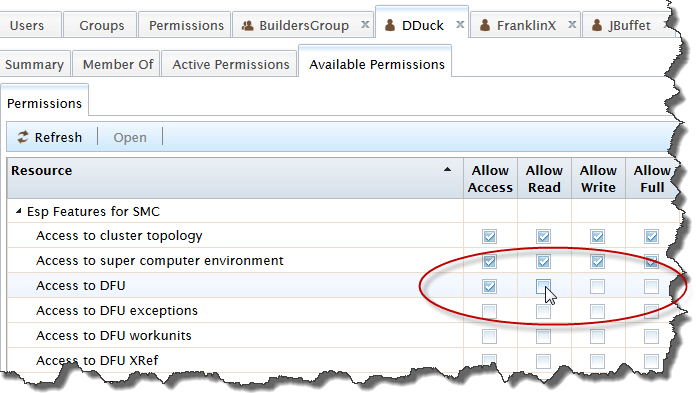 Users Groups Permissions BuildersGroup DDuck FranklinX JBuffet
Summary Member Of Active Permissions Available Permissions
Permissions
Refresh Open
Resource Allow Access Allow Read Allow Write Allow Full
Esp Features for SMC
Access to cluster topology
Access to super computer environment
Access to DFU
Access to DFU exceptions
Access to DFU workunits
Access to DFU XRef